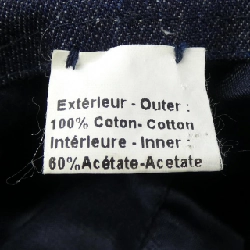 Extérieur - Outer :
100% Coton- Cotton
Intérieure - Inner :
60%Acétate-Acetate